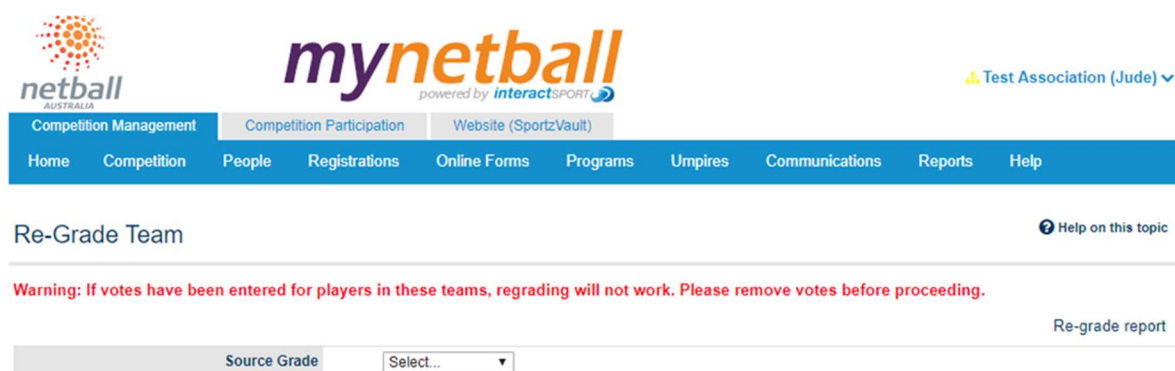 netball
AUSTRALIA
mynetball
powered by interactSPORT
Test Association (Jude)
Competition Management Competition Participation Website (SportzVault)
Home Competition People Registrations Online Forms Programs Umpires Communications Reports Help
Re-Grade Team
Help on this topic
Warning: If votes have been entered for players in these teams, regrading will not work. Please remove votes before proceeding.
Re-grade report
Source Grade Select...